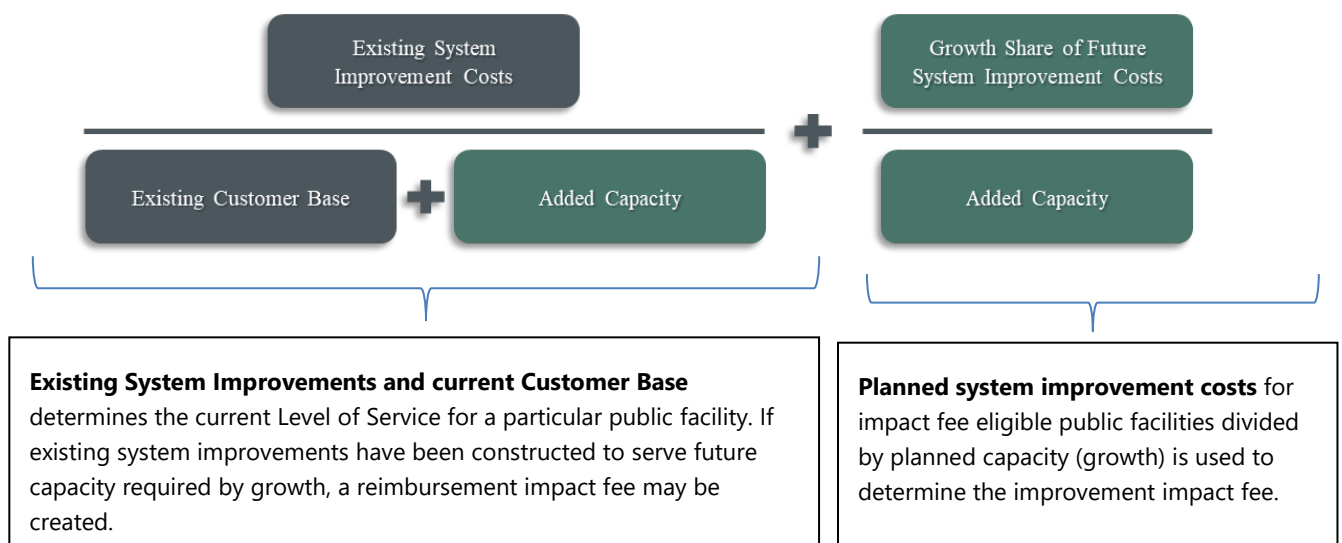 Existing System
Improvement Costs
Growth Share of Future
System Improvement Costs
Existing Customer Base
Added Capacity
Added Capacity
Existing System Improvements and current Customer Base
determines the current Level of Service for a particular public facility. If
existing system improvements have been constructed to serve future
capacity required by growth, a reimbursement impact fee may be
created.
Planned system improvement costs for
impact fee eligible public facilities divided
by planned capacity (growth) is used to
determine the improvement impact fee.